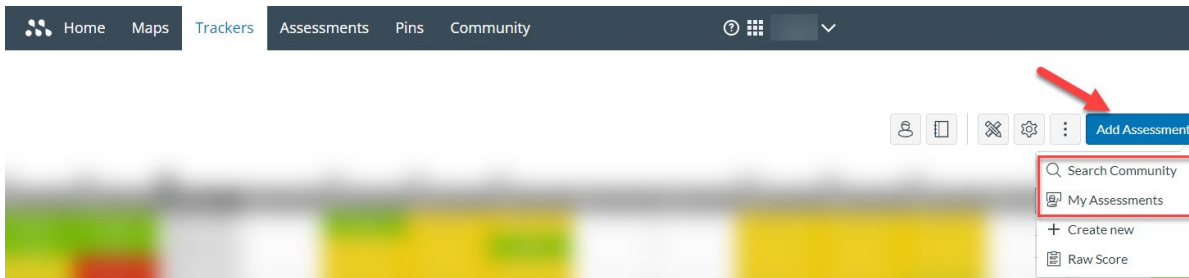 Home Maps Trackers Assessments Pins Community
Add Assessment
Search Community
My Assessments
Create new
Raw Score